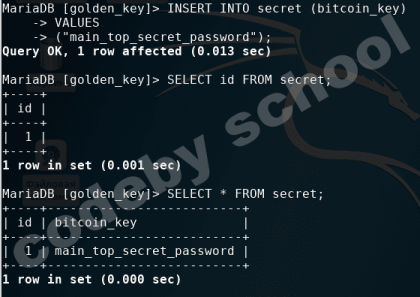 MariaDB [golden_key]> INSERT INTO secret (bitcoin_key)
    -> VALUES
    -> ("main_top_secret_password");
Query OK, 1 row affected (0.013 sec)
MariaDB [golden_key]> SELECT id FROM secret;
+----+
| id |
+----+
|  1 |
+----+
1 row in set (0.001 sec)
MariaDB [golden_key]> SELECT * FROM secret;
+----+--------------------------+
| id | bitcoin_key              |
+----+--------------------------+
|  1 | main_top_secret_password |
+----+--------------------------+
1 row in set (0.000 sec)
codeby school